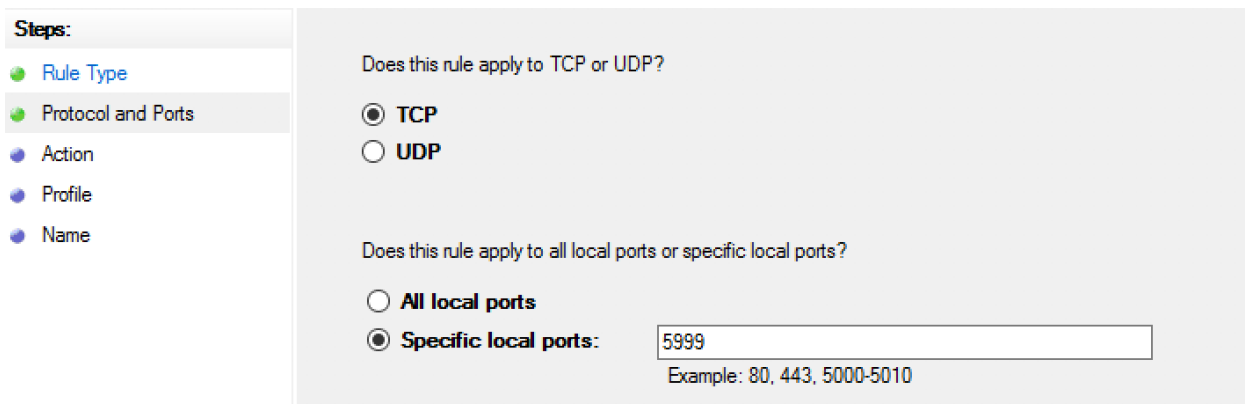 Steps:
Rule Type
Protocol and Ports
Action
Profile
Name
Does this rule apply to TCP or UDP?
TCP
UDP
Does this rule apply to all local ports or specific local ports?
All local ports
Specific local ports: 5999
Example: 80, 443, 5000-5010